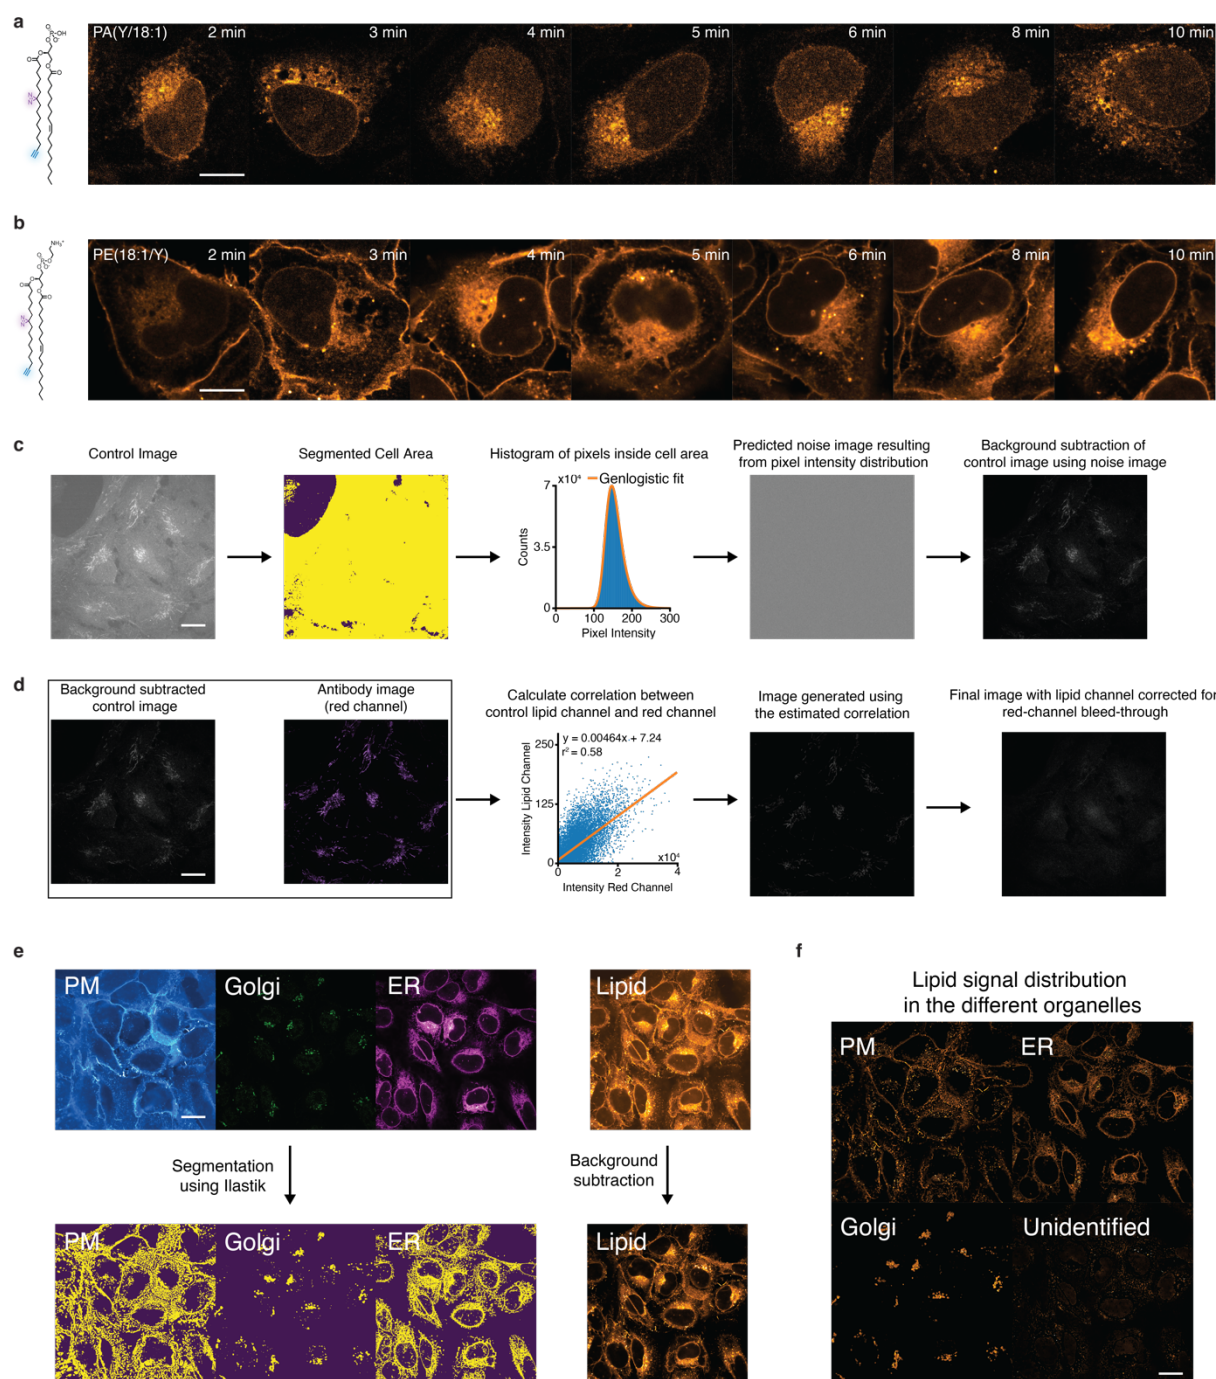 a
PA(Y/18:1)
2 min
3 min
4 min
5 min
6 min
8 min
10 min
b
PE(18:1/Y)
2 min
3 min
4 min
5 min
6 min
8 min
10 min
c
Control Image
Segmented Cell Area
Histogram of pixels inside cell area
Predicted noise image resulting
from pixel intensity distribution
Background subtraction of
control image using noise image
7
x10⁴
Genlogistic fit
Counts
3.5
0
0 100 200 300
Pixel Intensity
d
Background subtracted
control image
Antibody image
(red channel)
Calculate correlation between
control lipid channel and red channel
Image generated using
the estimated correlation
Final image with lipid channel corrected for
red-channel bleed-through
y = 0.00464x + 7.24
r² = 0.58
Intensity Lipid Channel
250
125
0
x10⁴
0 2 4
Intensity Red Channel
e
PM
Golgi
ER
Lipid
Segmentation
using Ilastik
Background
subtraction
PM
Golgi
ER
Lipid
f
Lipid signal distribution
in the different organelles
PM
ER
Golgi
Unidentified